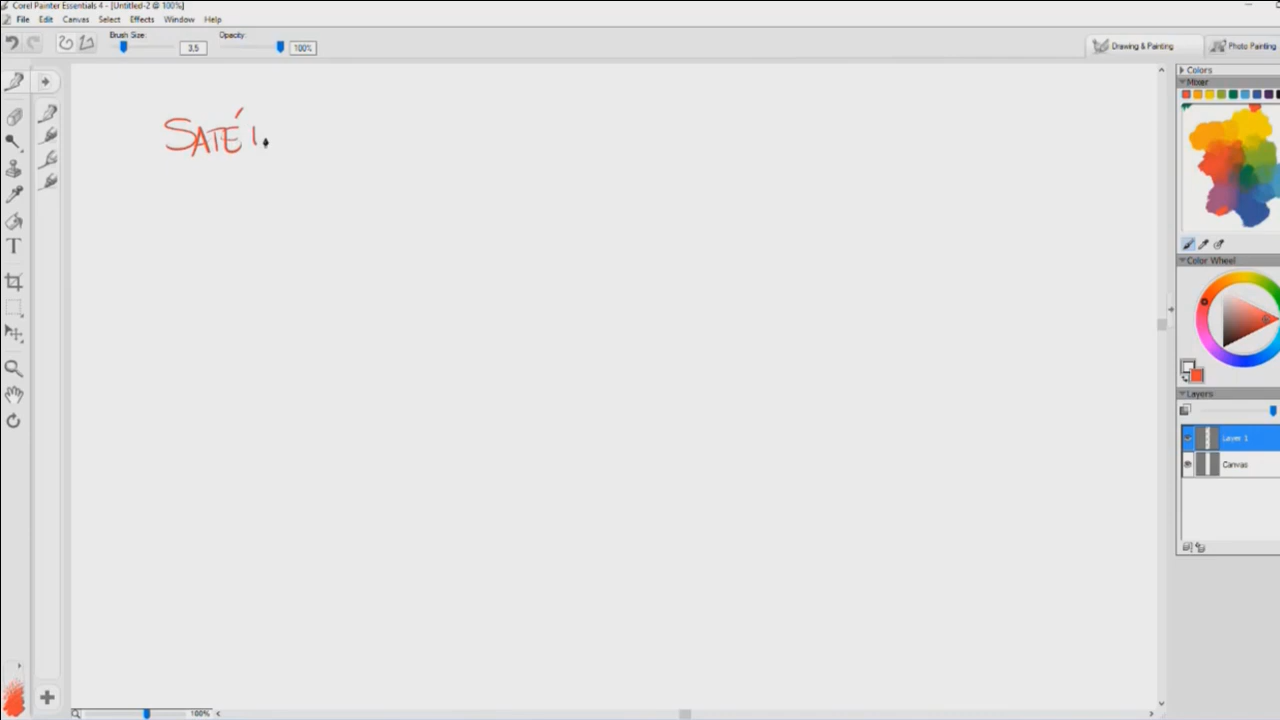 Corel Painter Essentials 4 - [Untitled-2 @ 100%]
File Edit Canvas Select Effects Window Help
Brush Size: 3.5 Opacity: 100%
Drawing & Painting Photo Painting
Colors
Mixer
SATÉ
T
Color Wheel
Layers
Layer 1
Canvas
100%